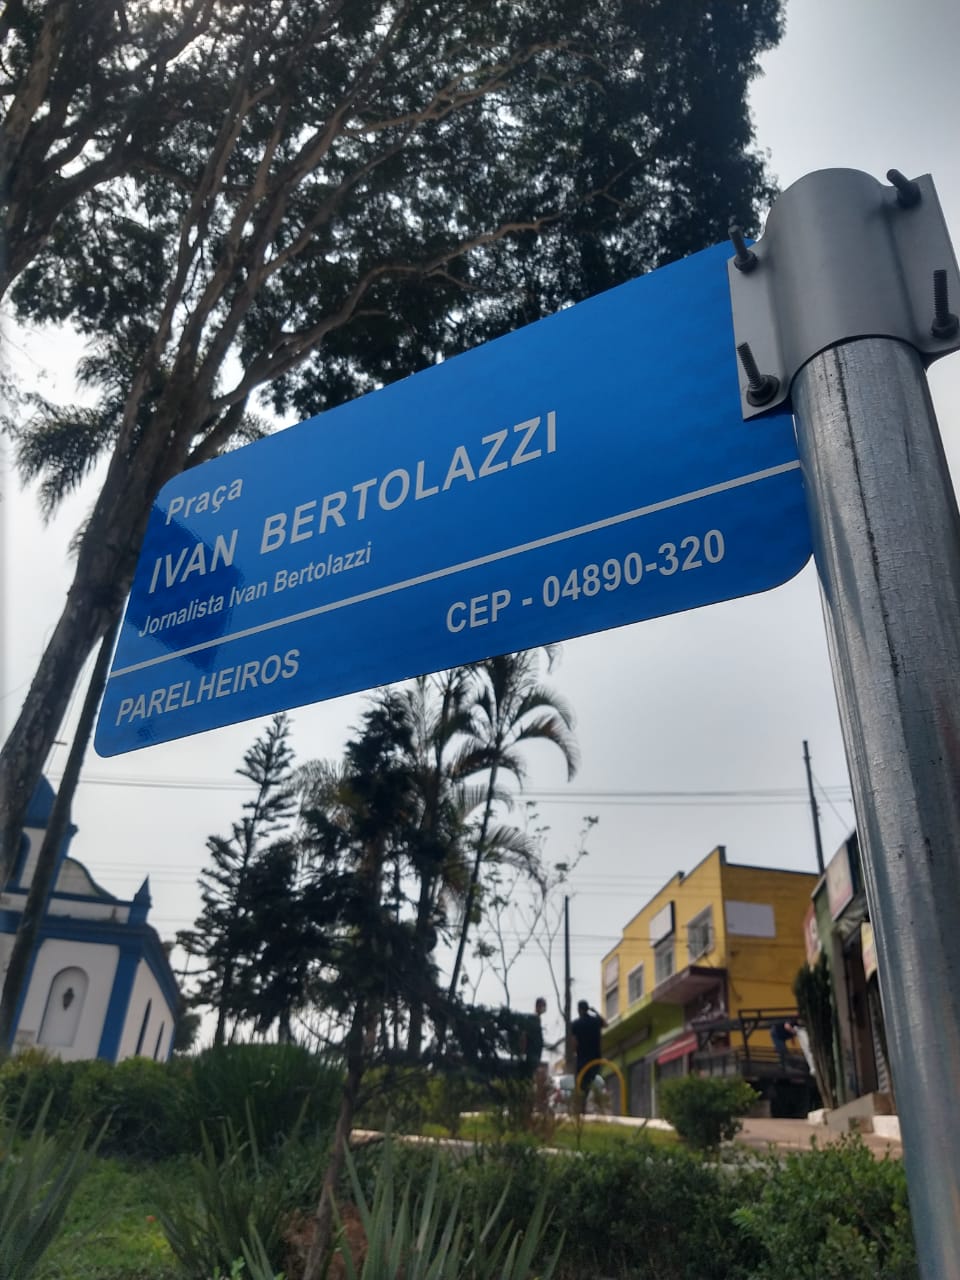 Praça
IVAN BERTOLAZZI
Jornalista Ivan Bertolazzi
PARELHEIROS
CEP - 04890-320